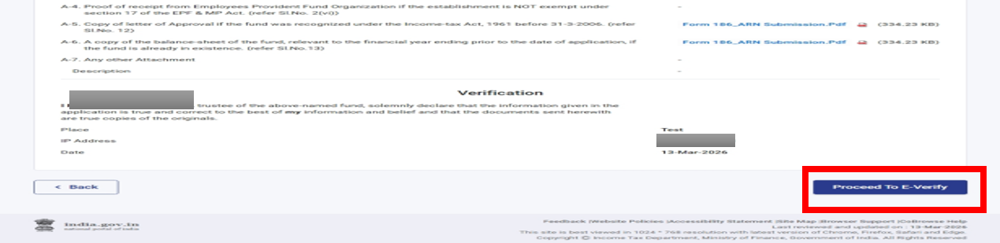 A-4. Proof of receipt from Employees Provident Fund Organization if the establishment is NOT exempt under -
section 17 of the EPF & MP Act. (refer Sl.No. 2(vi))
A-5. Copy of letter of Approval if the fund was recognized under the Income-tax Act, 1961 before 31-3-2006. (refer Form 186_ARN Submission.Pdf (334.23 KB)
Sl.No. 12)
A-6. A copy of the balance-sheet of the fund, relevant to the financial year ending prior to the date of application, if Form 186_ARN Submission.Pdf (334.23 KB)
the fund is already in existence. (refer Sl.No.13)
A-7. Any other Attachment -
Description -
Verification
I trustee of the above-named fund, solemnly declare that the information given in the
application is true and correct to the best of my information and belief and that the documents sent herewith
are true copies of the originals.
Place Test
IP Address
Date 13-Mar-2026
< Back Proceed To E-Verify
india.gov.in
national portal of india
Feedback |Website Policies |Accessibility Statement |Site Map |Browser Support |CoBrowse Help
Last reviewed and updated on : 13-Mar-2026
This site is best viewed in 1024 * 768 resolution with latest version of Chrome, Firefox, Safari and Edge.
Copyright © Income Tax Department, Ministry of Finance, Government of India. All Rights Reserved